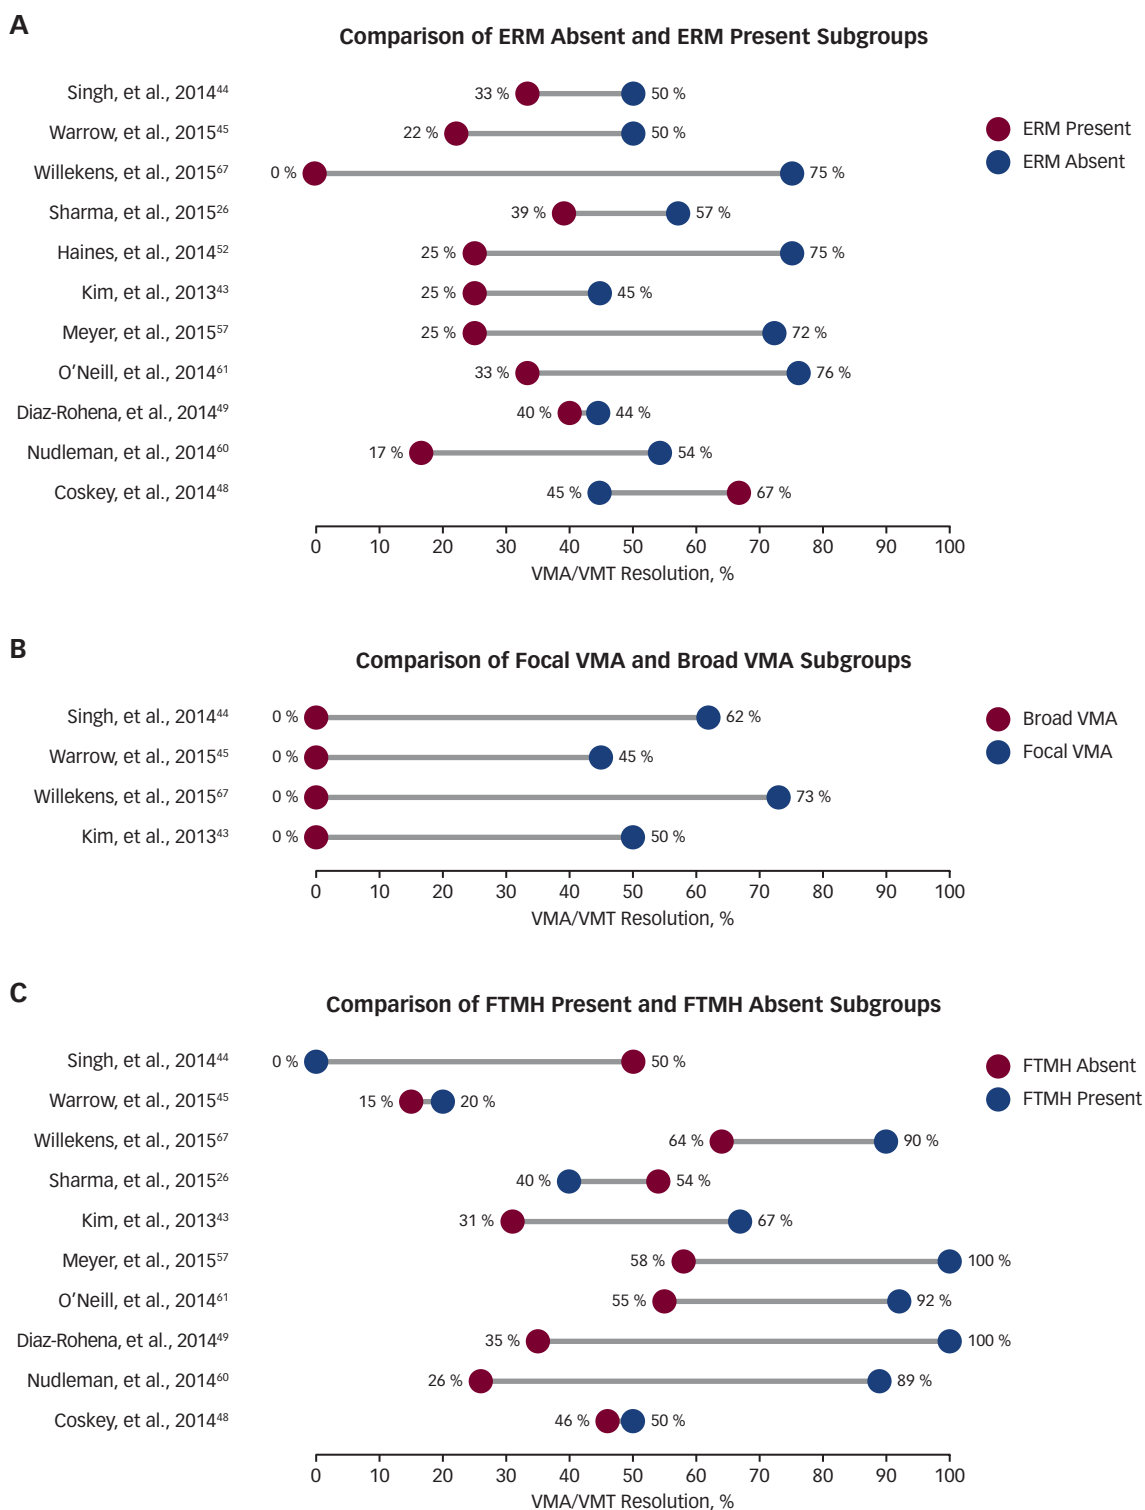 A
Comparison of ERM Absent and ERM Present Subgroups
Singh, et al., 2014⁴⁴ 33 % 50 %
Warrow, et al., 2015⁴⁵ 22 % 50 %
Willekens, et al., 2015⁶⁷ 0 % 75 %
Sharma, et al., 2015²⁶ 39 % 57 %
Haines, et al., 2014⁵² 25 % 75 %
Kim, et al., 2013⁴³ 25 % 45 %
Meyer, et al., 2015⁵⁷ 25 % 72 %
O'Neill, et al., 2014⁶¹ 33 % 76 %
Diaz-Rohena, et al., 2014⁴⁹ 40 % 44 %
Nudleman, et al., 2014⁶⁰ 17 % 54 %
Coskey, et al., 2014⁴⁸ 45 % 67 %
ERM Present
ERM Absent
0 10 20 30 40 50 60 70 80 90 100
VMA/VMT Resolution, %
B
Comparison of Focal VMA and Broad VMA Subgroups
Singh, et al., 2014⁴⁴ 0 % 62 %
Warrow, et al., 2015⁴⁵ 0 % 45 %
Willekens, et al., 2015⁶⁷ 0 % 73 %
Kim, et al., 2013⁴³ 0 % 50 %
Broad VMA
Focal VMA
0 10 20 30 40 50 60 70 80 90 100
VMA/VMT Resolution, %
C
Comparison of FTMH Present and FTMH Absent Subgroups
Singh, et al., 2014⁴⁴ 0 % 50 %
Warrow, et al., 2015⁴⁵ 15 % 20 %
Willekens, et al., 2015⁶⁷ 64 % 90 %
Sharma, et al., 2015²⁶ 40 % 54 %
Kim, et al., 2013⁴³ 31 % 67 %
Meyer, et al., 2015⁵⁷ 58 % 100 %
O'Neill, et al., 2014⁶¹ 55 % 92 %
Diaz-Rohena, et al., 2014⁴⁹ 35 % 100 %
Nudleman, et al., 2014⁶⁰ 26 % 89 %
Coskey, et al., 2014⁴⁸ 46 % 50 %
FTMH Absent
FTMH Present
0 10 20 30 40 50 60 70 80 90 100
VMA/VMT Resolution, %